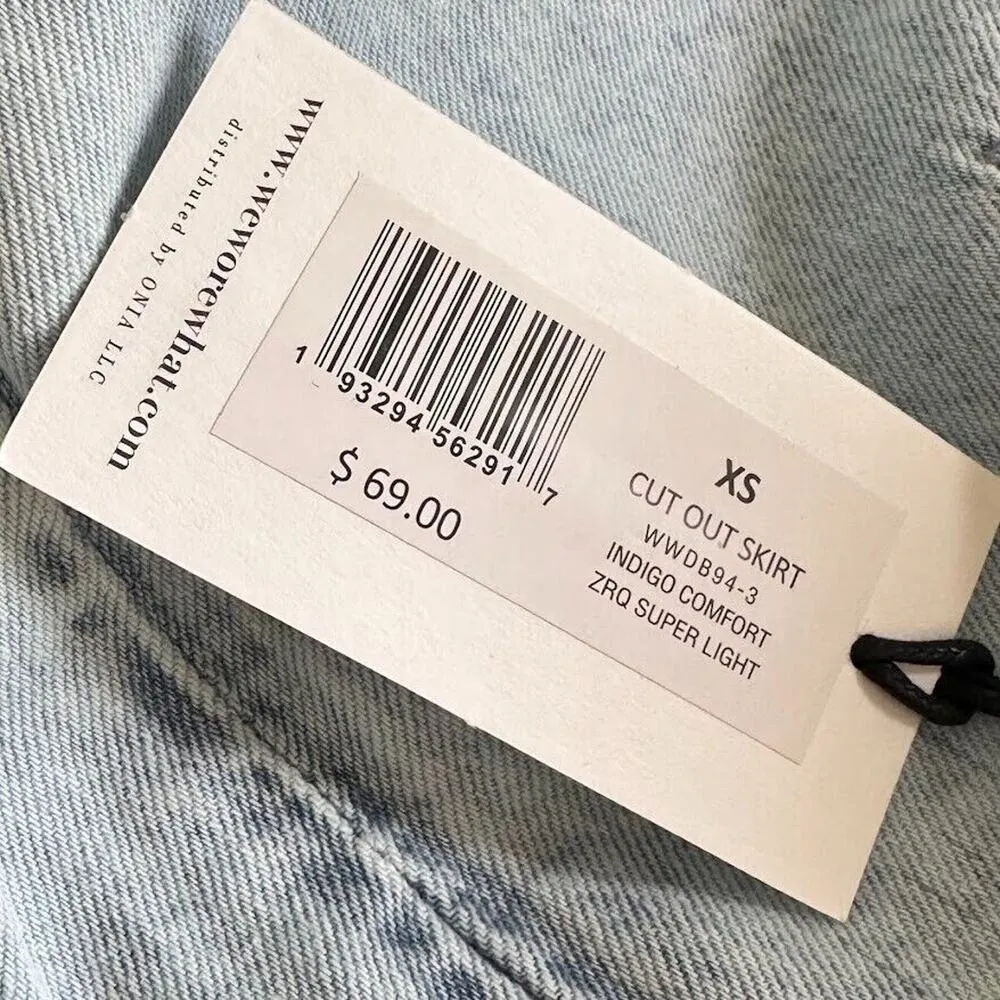 www.weworewhat.com
distributed by ONIA LLC
1 93294 56291 7
$ 69.00
XS
CUT OUT SKIRT
WWDB94-3
INDIGO COMFORT
ZRQ SUPER LIGHT